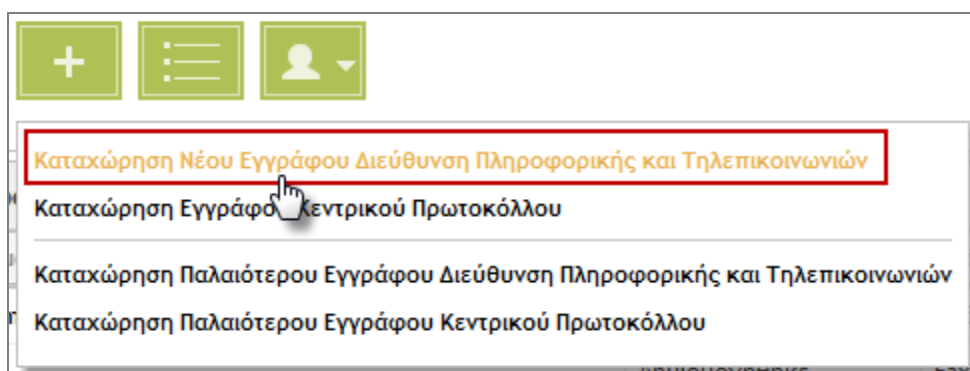 Καταχώρηση Νέου Εγγράφου Διεύθυνση Πληροφορικής και Τηλεπικοινωνιών
Καταχώρηση Εγγράφου Κεντρικού Πρωτοκόλλου
Καταχώρηση Παλαιότερου Εγγράφου Διεύθυνση Πληροφορικής και Τηλεπικοινωνιών
Καταχώρηση Παλαιότερου Εγγράφου Κεντρικού Πρωτοκόλλου